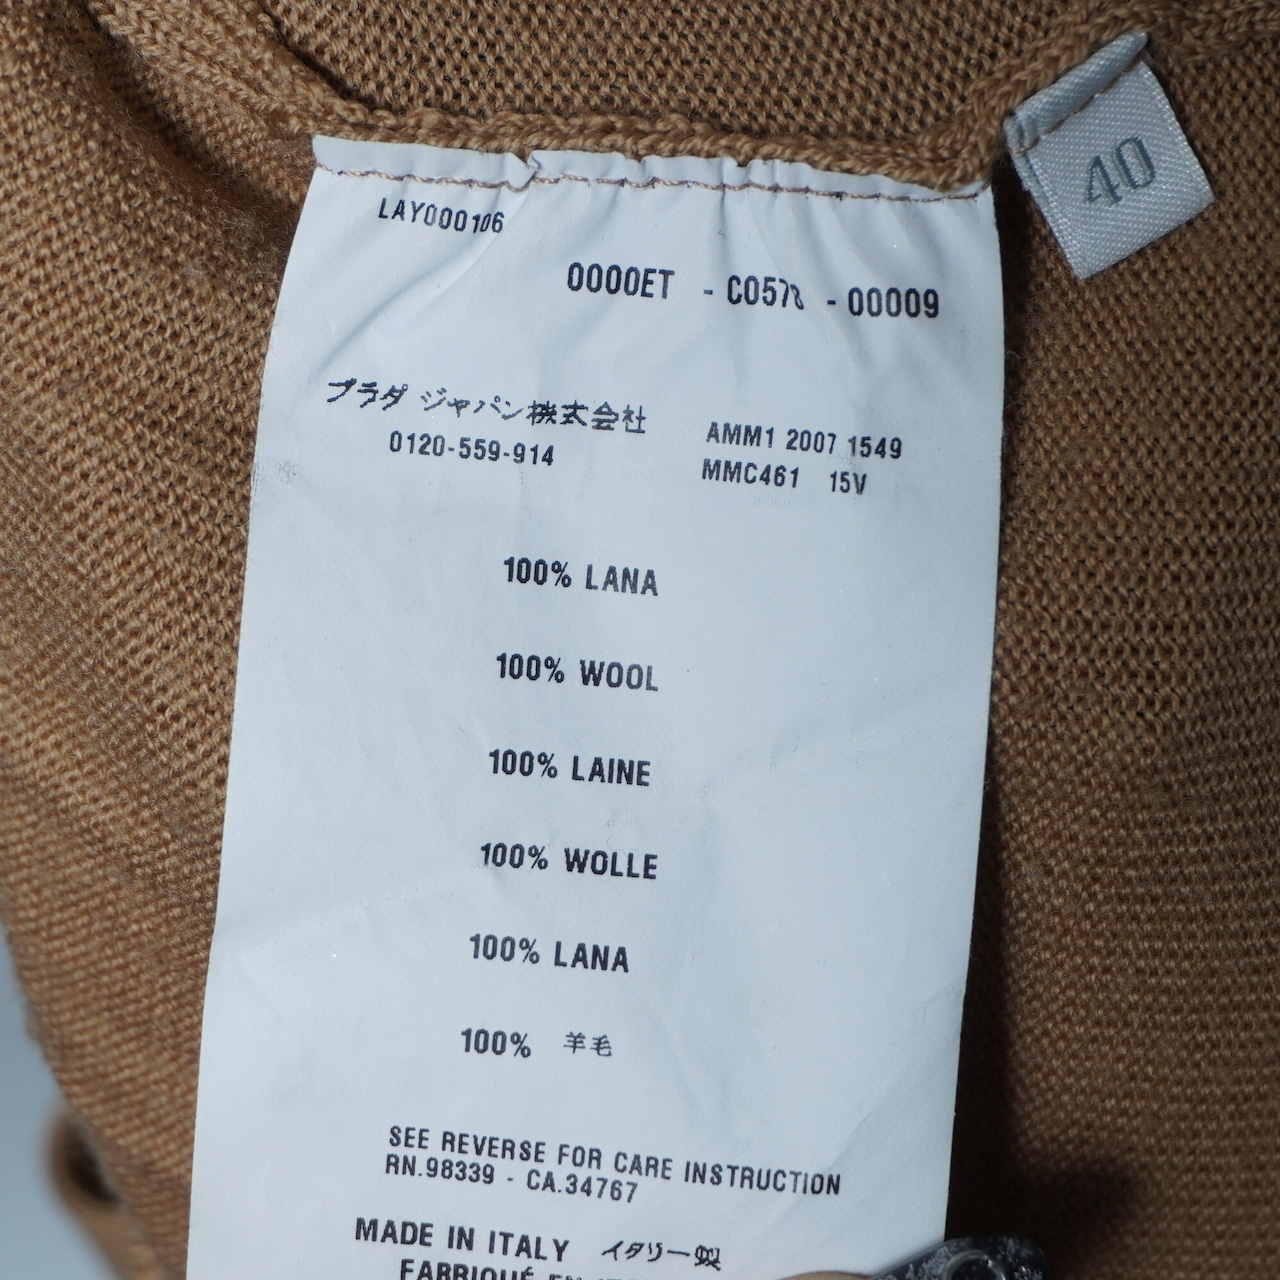 40
LAY000106
0000ET - C0578 - 00009
プラダ ジャパン株式会社
0120-559-914
AMM1 2007 1549
MMC461 15V
100% LANA
100% WOOL
100% LAINE
100% WOLLE
100% LANA
100% 羊毛
SEE REVERSE FOR CARE INSTRUCTION
RN.98339 - CA.34767
MADE IN ITALY イタリー製
FABRIQUÉ